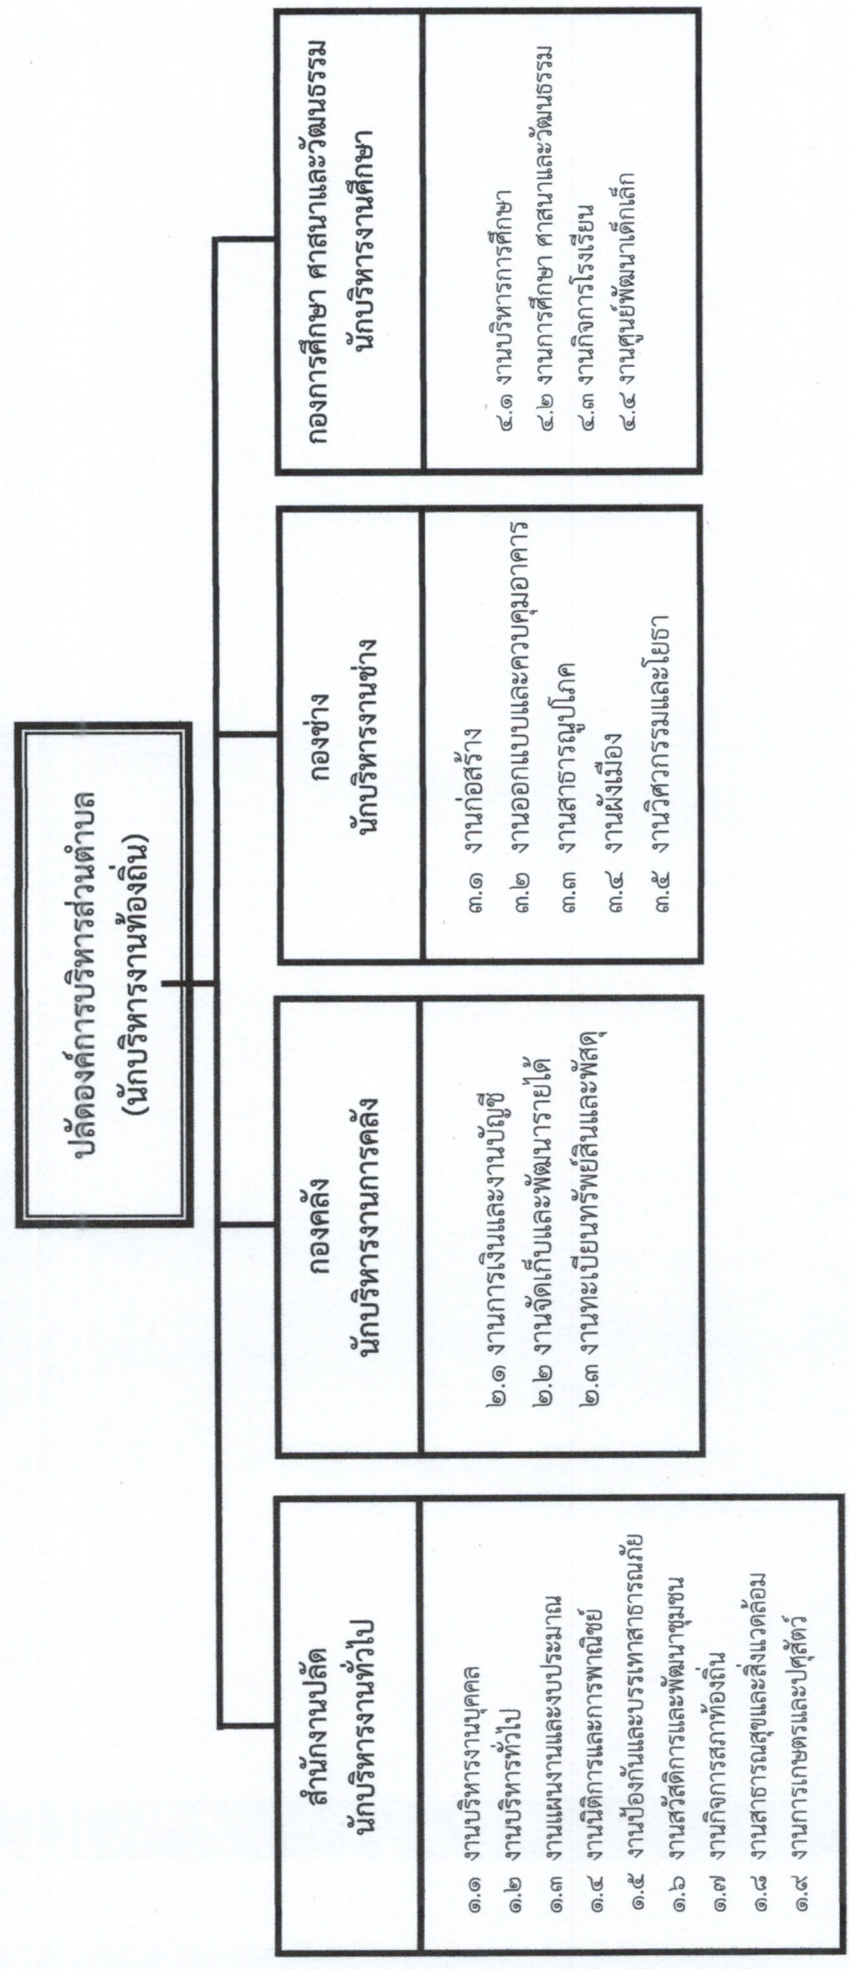 ปลัดองค์การบริหารส่วนตำบล
(นักบริหารงานท้องถิ่น)
สำนักงานปลัด
นักบริหารงานทั่วไป
๑.๑ งานบริหารงานบุคคล
๑.๒ งานบริหารทั่วไป
๑.๓ งานแผนงานและงบประมาณ
๑.๔ งานนิติการและการพาณิชย์
๑.๕ งานป้องกันและบรรเทาสาธารณภัย
๑.๖ งานสวัสดิการและพัฒนาชุมชน
๑.๗ งานกิจการสภาท้องถิ่น
๑.๘ งานสาธารณสุขและสิ่งแวดล้อม
๑.๙ งานการเกษตรและปศุสัตว์
กองคลัง
นักบริหารงานการคลัง
๒.๑ งานการเงินและงานบัญชี
๒.๒ งานจัดเก็บและพัฒนารายได้
๒.๓ งานทะเบียนทรัพย์สินและพัสดุ
กองช่าง
นักบริหารงานช่าง
๓.๑ งานก่อสร้าง
๓.๒ งานออกแบบและควบคุมอาคาร
๓.๓ งานสาธารณูปโภค
๓.๔ งานผังเมือง
๓.๕ งานวิศวกรรมและโยธา
กองการศึกษา ศาสนาและวัฒนธรรม
นักบริหารงานศึกษา
๔.๑ งานบริหารการศึกษา
๔.๒ งานการศึกษา ศาสนาและวัฒนธรรม
๔.๓ งานกิจการโรงเรียน
๔.๔ งานศูนย์พัฒนาเด็กเล็ก